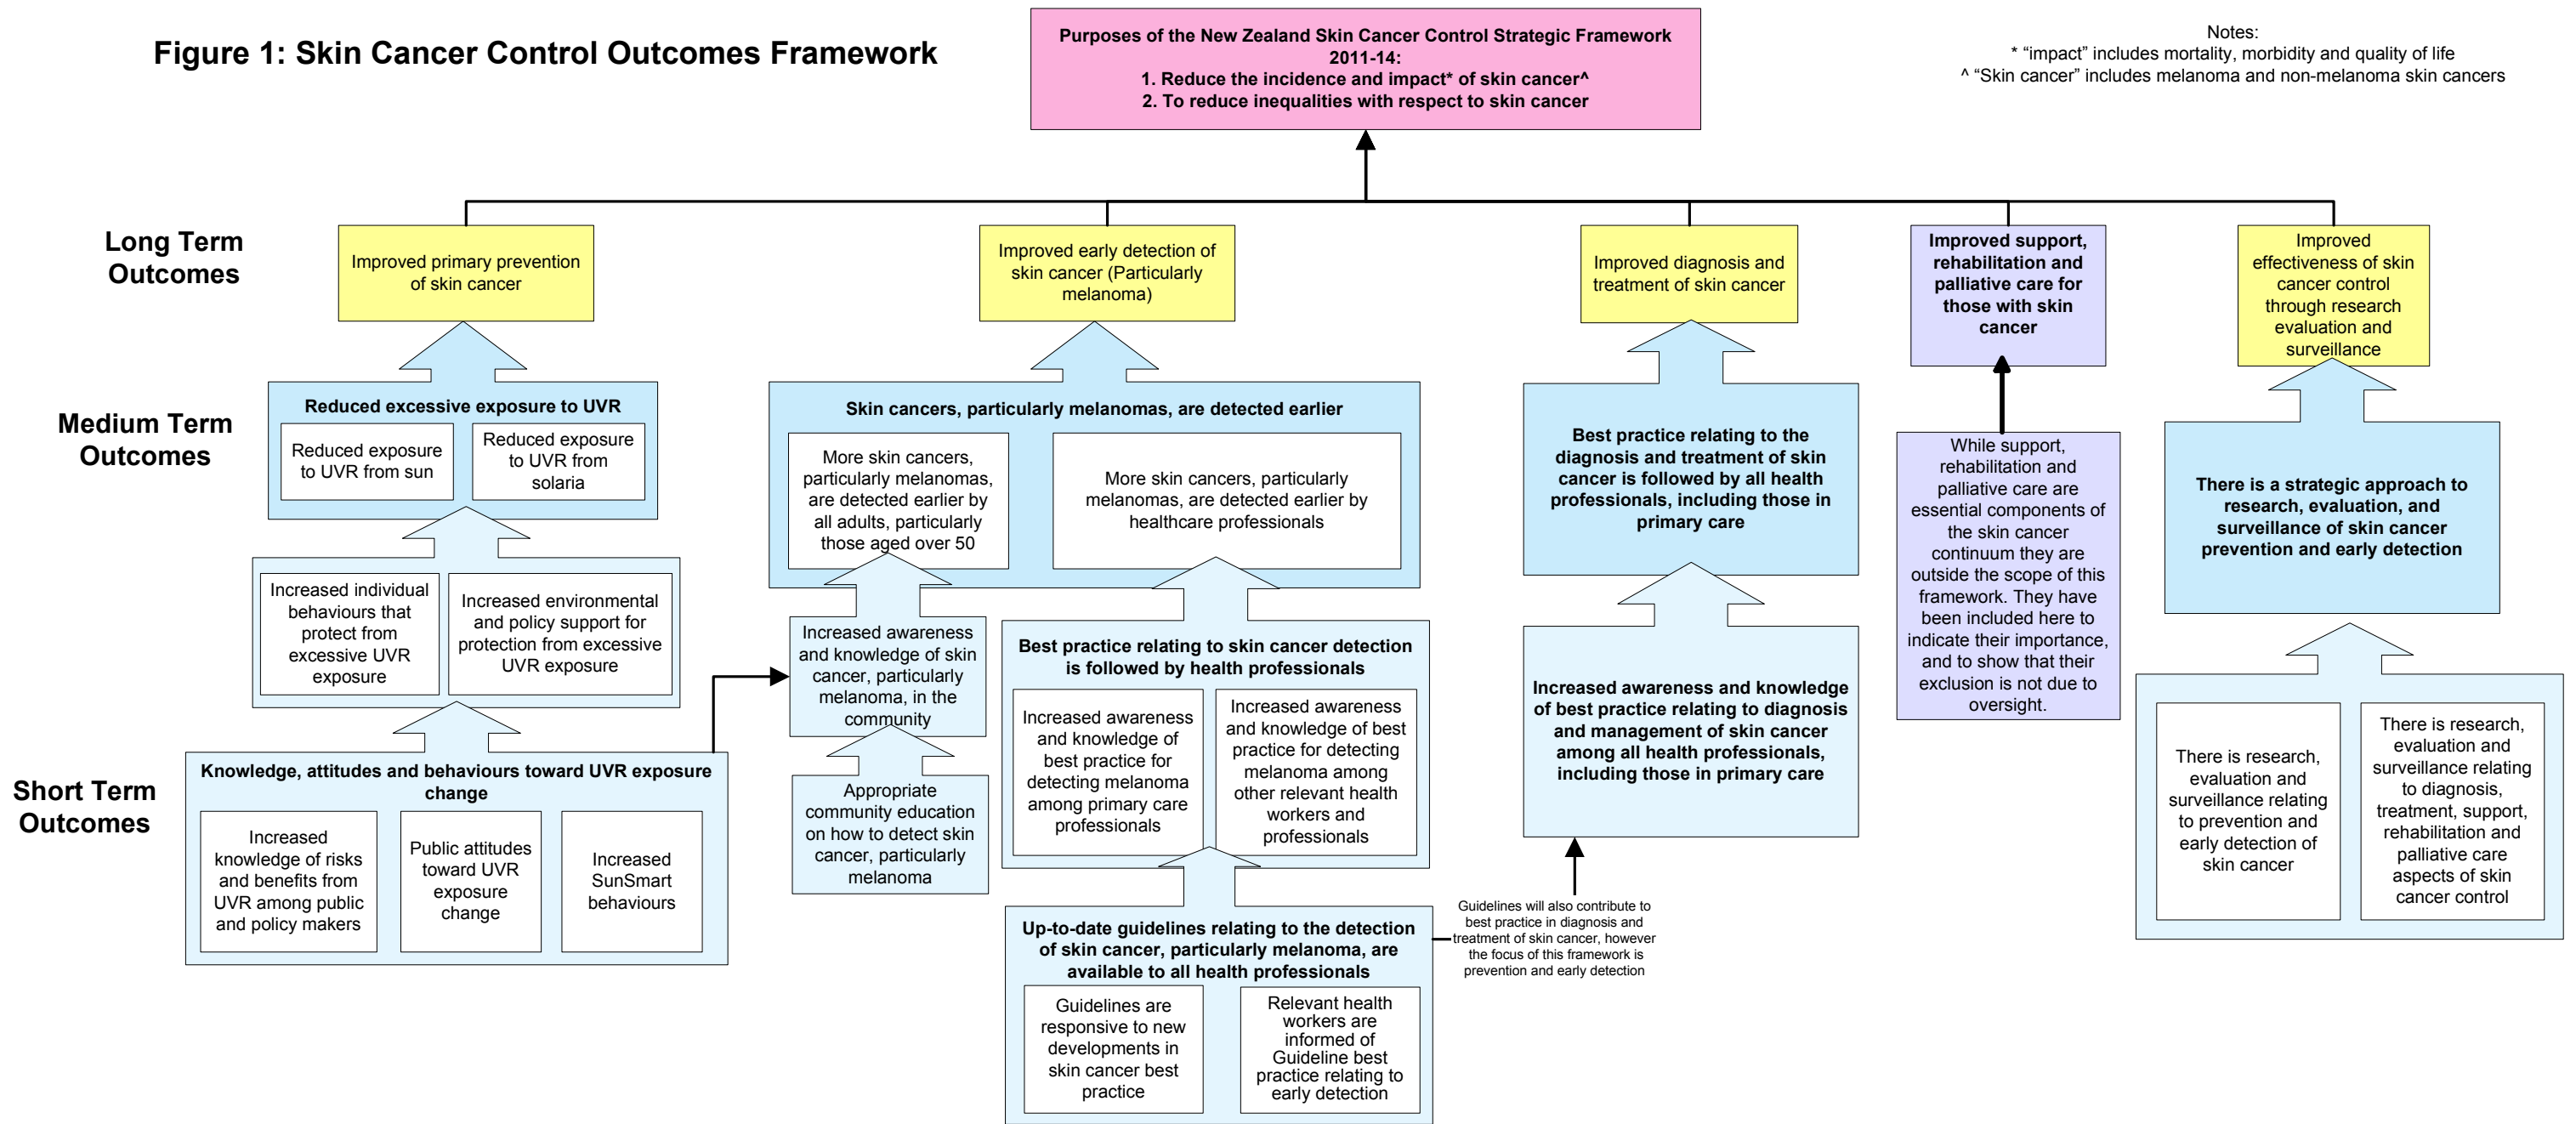 Figure 1: Skin Cancer Control Outcomes Framework
Purposes of the New Zealand Skin Cancer Control Strategic Framework
2011-14:
1. Reduce the incidence and impact* of skin cancer^
2. To reduce inequalities with respect to skin cancer
Notes:
* “impact” includes mortality, morbidity and quality of life
^ “Skin cancer” includes melanoma and non-melanoma skin cancers
Long Term
Outcomes
Improved primary prevention
of skin cancer
Improved early detection of
skin cancer (Particularly
melanoma)
Improved diagnosis and
treatment of skin cancer
Improved support,
rehabilitation and
palliative care for
those with skin
cancer
Improved
effectiveness of skin
cancer control
through research
evaluation and
surveillance
Medium Term
Outcomes
Reduced excessive exposure to UVR
Reduced exposure
to UVR from sun
Reduced exposure
to UVR from
solaria
Skin cancers, particularly melanomas, are detected earlier
More skin cancers,
particularly melanomas,
are detected earlier by
all adults, particularly
those aged over 50
More skin cancers, particularly
melanomas, are detected earlier by
healthcare professionals
Best practice relating to the
diagnosis and treatment of skin
cancer is followed by all health
professionals, including those in
primary care
While support,
rehabilitation and
palliative care are
essential components of
the skin cancer
continuum they are
outside the scope of this
framework. They have
been included here to
indicate their importance,
and to show that their
exclusion is not due to
oversight.
There is a strategic approach to
research, evaluation, and
surveillance of skin cancer
prevention and early detection
Increased individual
behaviours that
protect from
excessive UVR
exposure
Increased environmental
and policy support for
protection from excessive
UVR exposure
Increased awareness
and knowledge of skin
cancer, particularly
melanoma, in the
community
Best practice relating to skin cancer detection
is followed by health professionals
Increased awareness
and knowledge of
best practice for
detecting melanoma
among primary care
professionals
Increased awareness
and knowledge of best
practice for detecting
melanoma among
other relevant health
workers and
professionals
Increased awareness and knowledge
of best practice relating to diagnosis
and management of skin cancer
among all health professionals,
including those in primary care
Short Term
Outcomes
Knowledge, attitudes and behaviours toward UVR exposure
change
Increased
knowledge of risks
and benefits from
UVR among public
and policy makers
Public attitudes
toward UVR
exposure
change
Increased
SunSmart
behaviours
Appropriate
community education
on how to detect skin
cancer, particularly
melanoma
There is research,
evaluation and
surveillance relating
to prevention and
early detection of
skin cancer
There is research,
evaluation and
surveillance relating
to diagnosis,
treatment, support,
rehabilitation and
palliative care
aspects of skin
cancer control
Up-to-date guidelines relating to the detection
of skin cancer, particularly melanoma, are
available to all health professionals
Guidelines are
responsive to new
developments in
skin cancer best
practice
Relevant health
workers are
informed of
Guideline best
practice relating to
early detection
Guidelines will also contribute to
best practice in diagnosis and
treatment of skin cancer, however
the focus of this framework is
prevention and early detection